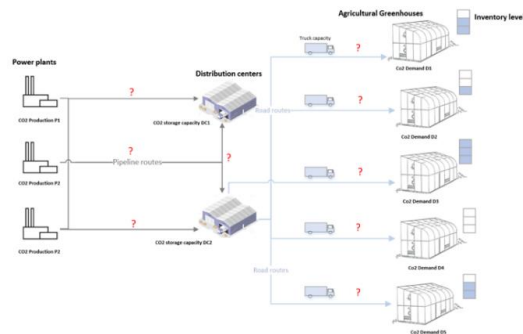 Agricultural Greenhouses
Inventory leve
Truck capacity
?
Co2 Demand D1
Power plants
Distribution centers
?
CO2 Production P1
CO2 storage capacity DC1
Road routes
?
Co2 Demand D2
?
Pipeline routes
?
CO2 Production P2
?
Co2 Demand D3
?
CO2 Production P2
CO2 storage capacity DC2
?
Co2 Demand D4
Road routes
?
Co2 Demand D5